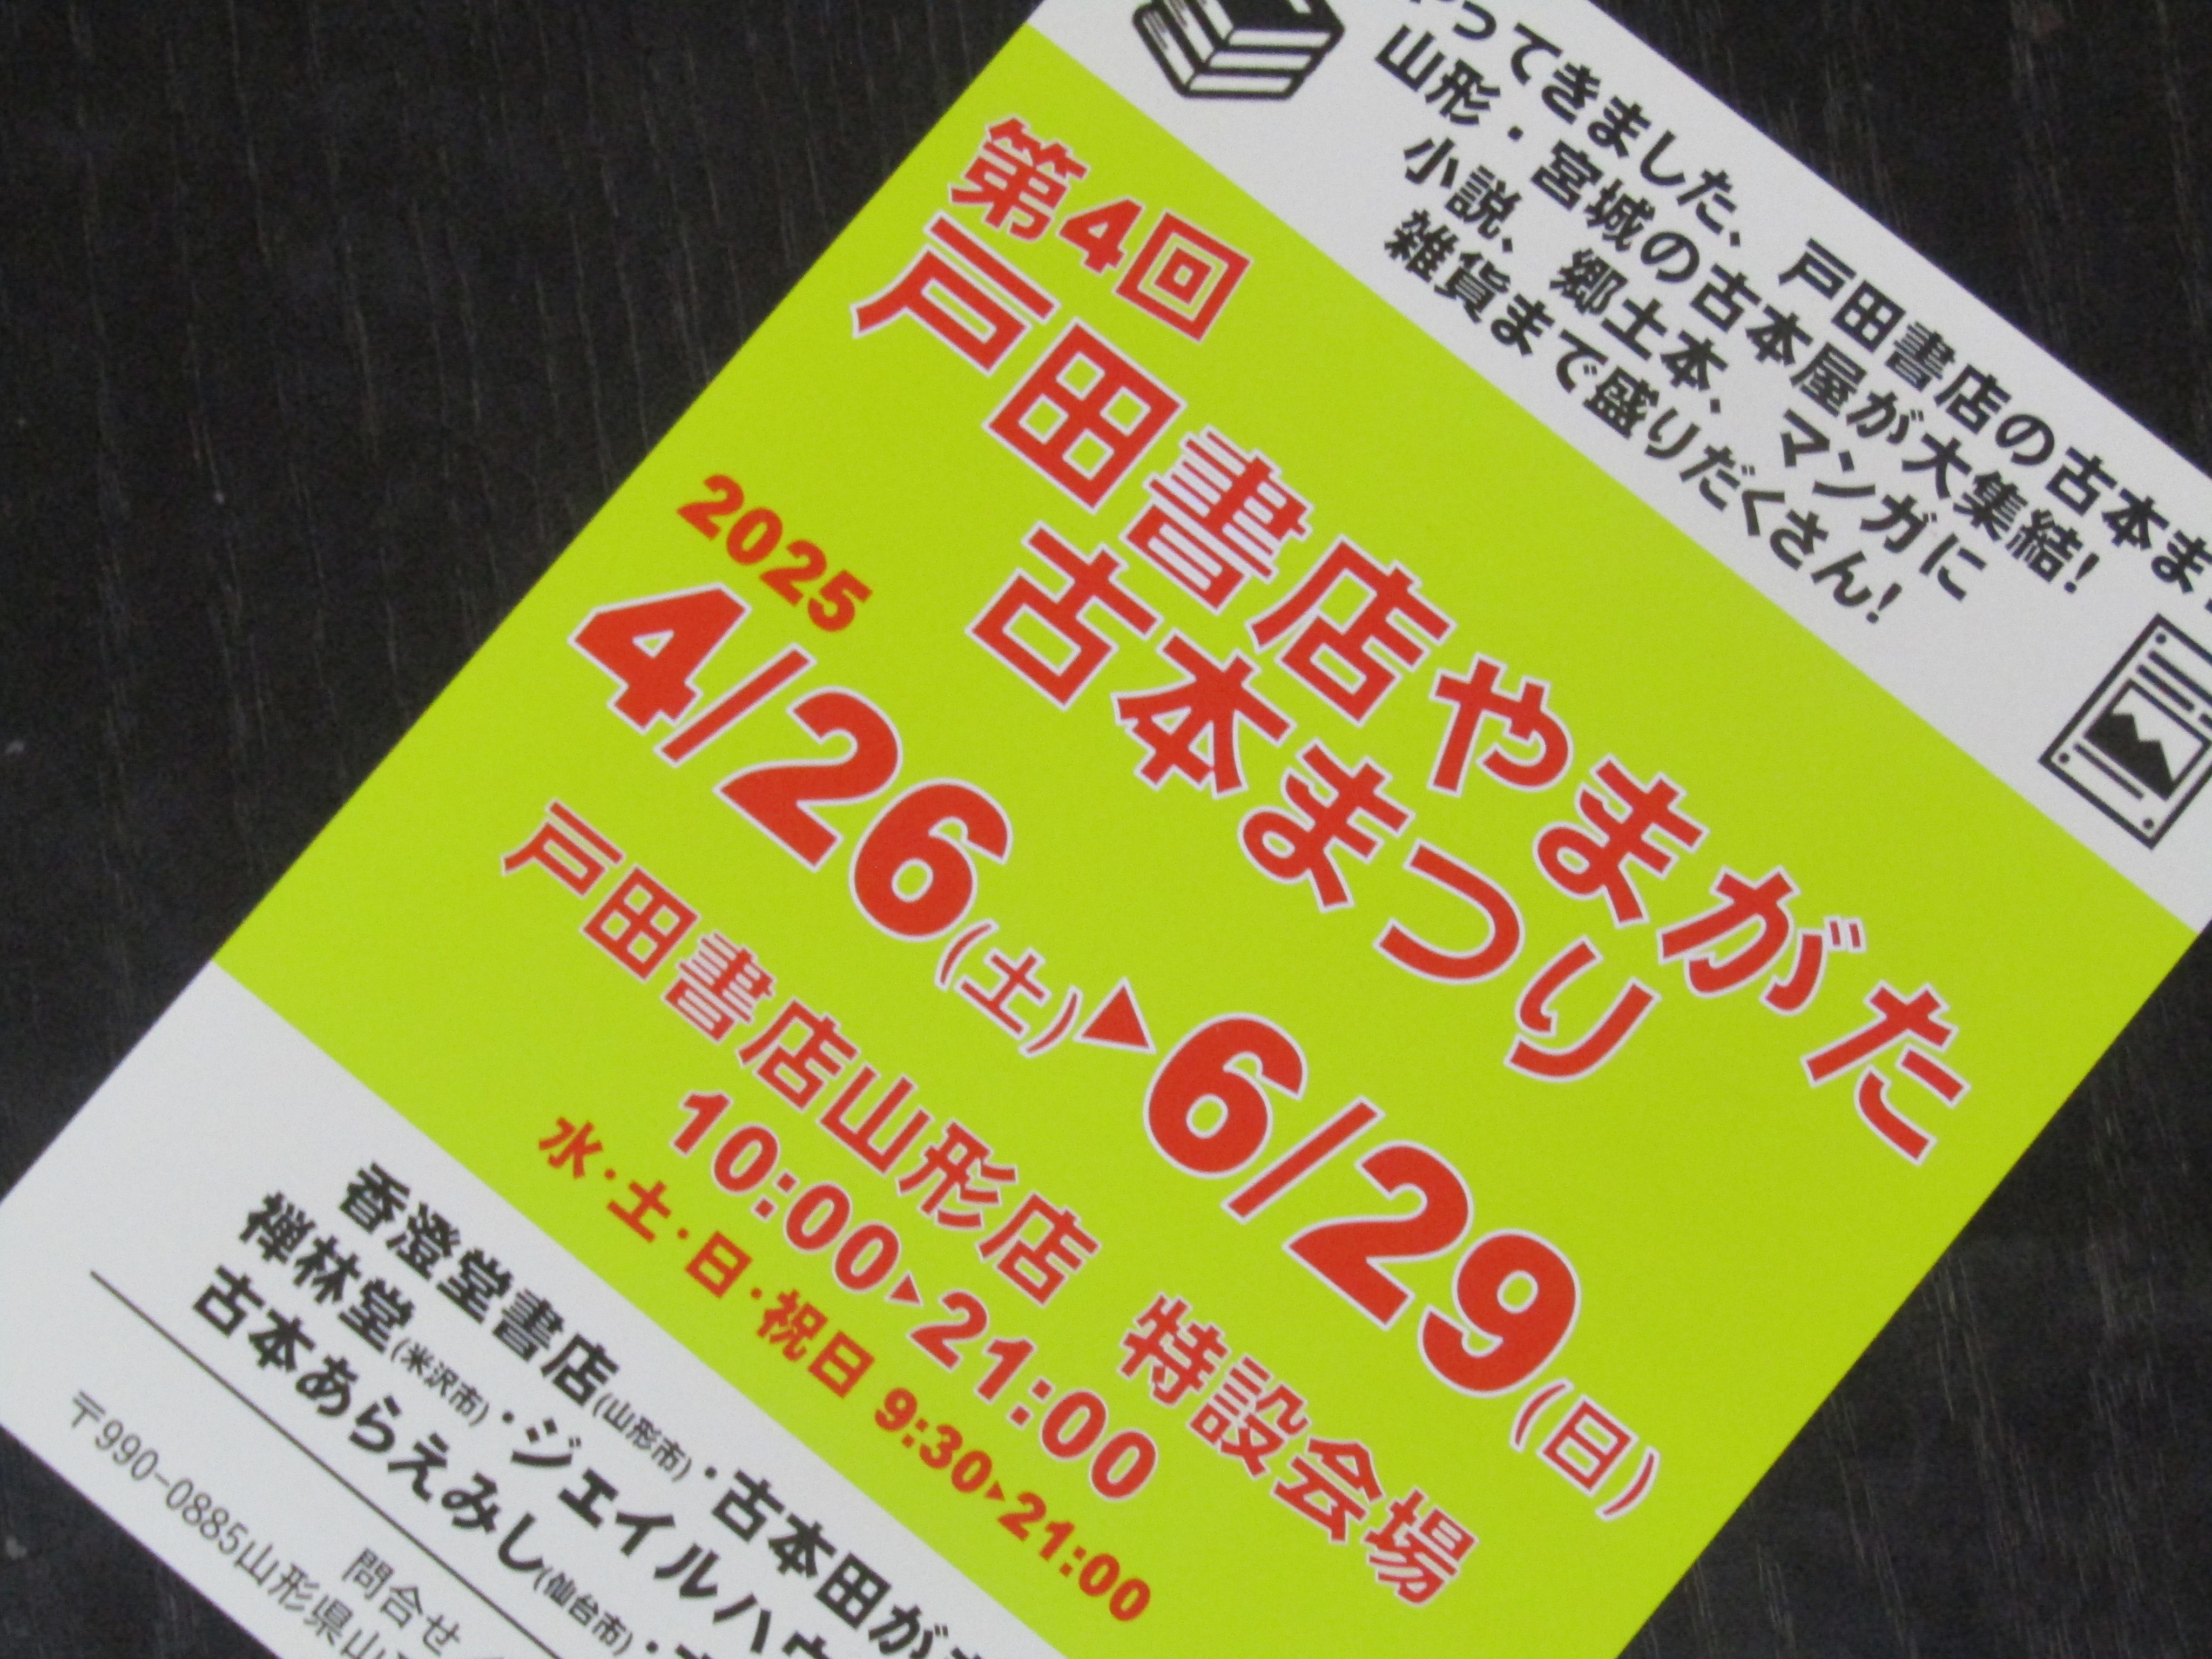 ってきました、戸田書店の古本ま
山形・宮城の古本屋が大集結!
小説、郷土本、マンガに
雑貨まで盛りだくさん!
第4回
戸田書店やまがた
古本まつり
2025
4/26(土)▶6/29(日)
戸田書店山形店 特設会場
10:00▶21:00
水・土・日・祝日 9:30▶21:00
香澄堂書店(山形市)・古本田が
禅林堂(米沢市)・ジェイルハウ
古本あらえみし(仙台市)・
問合せ
〒990-0885山形県山